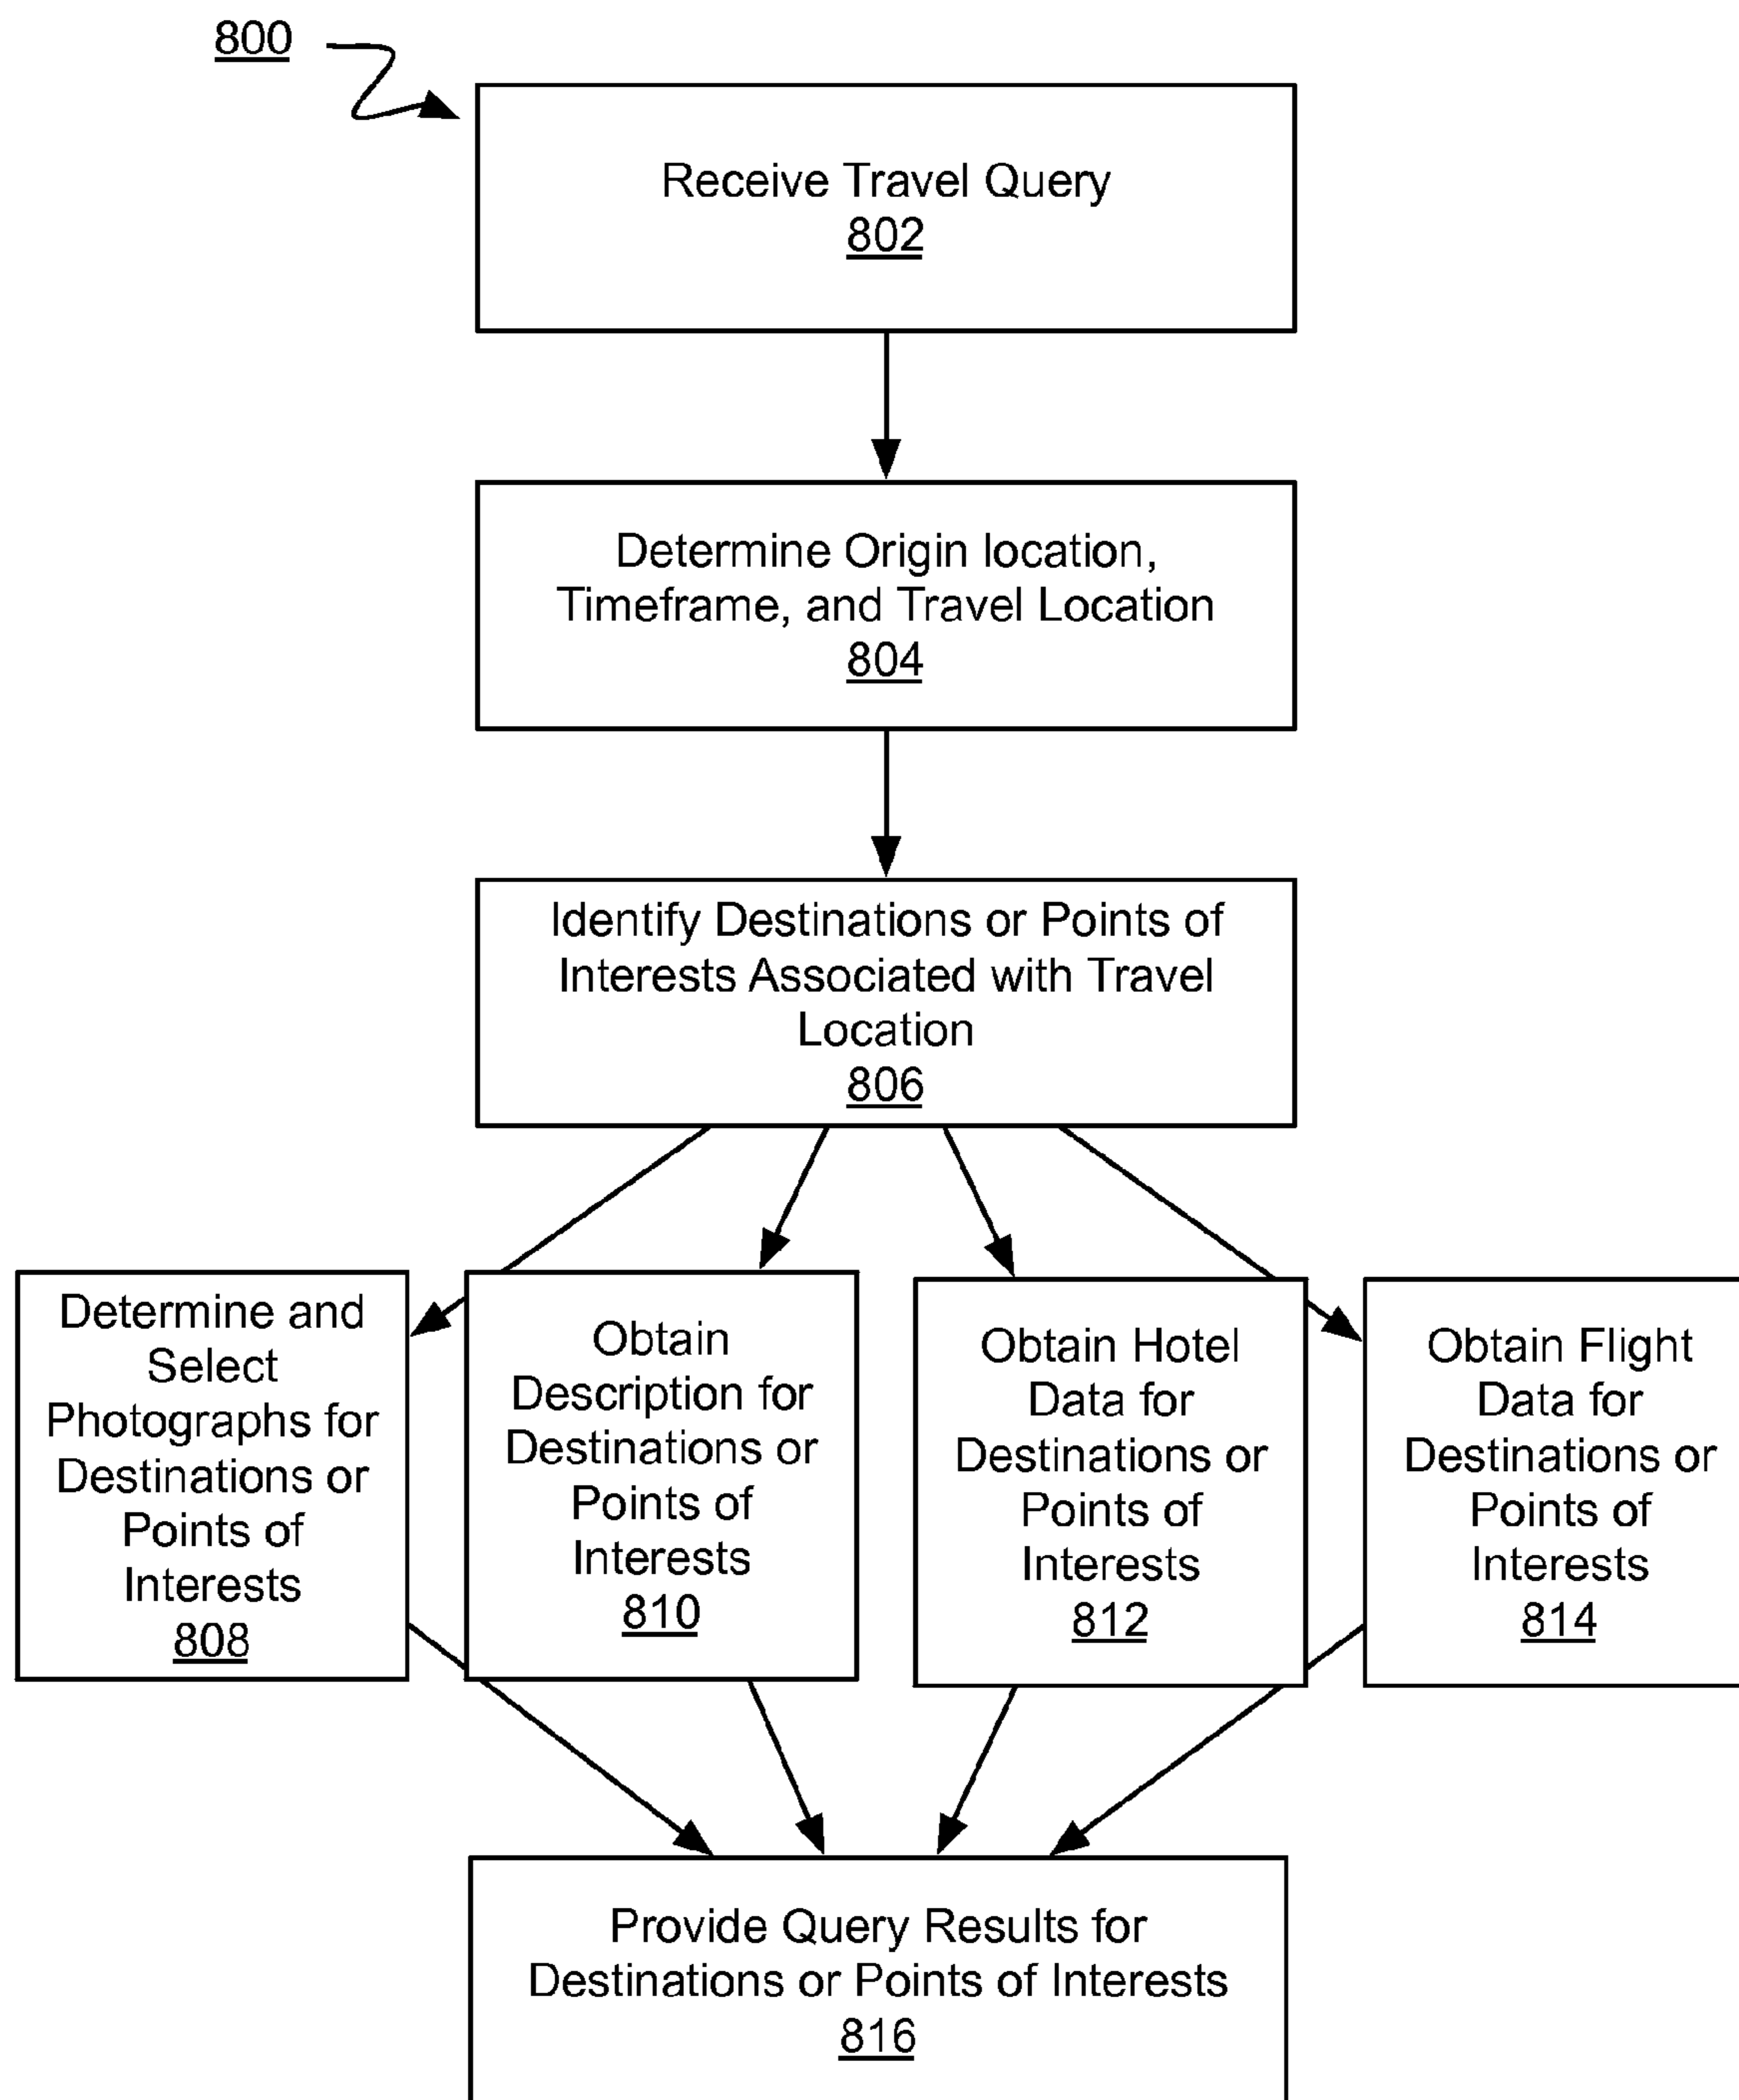 800
Receive Travel Query
802
Determine Origin location,
Timeframe, and Travel Location
804
Identify Destinations or Points of
Interests Associated with Travel
Location
806
Determine and
Select
Photographs for
Destinations or
Points of
Interests
808
Obtain
Description for
Destinations or
Points of
Interests
810
Obtain Hotel
Data for
Destinations or
Points of
Interests
812
Obtain Flight
Data for
Destinations or
Points of
Interests
814
Provide Query Results for
Destinations or Points of Interests
816